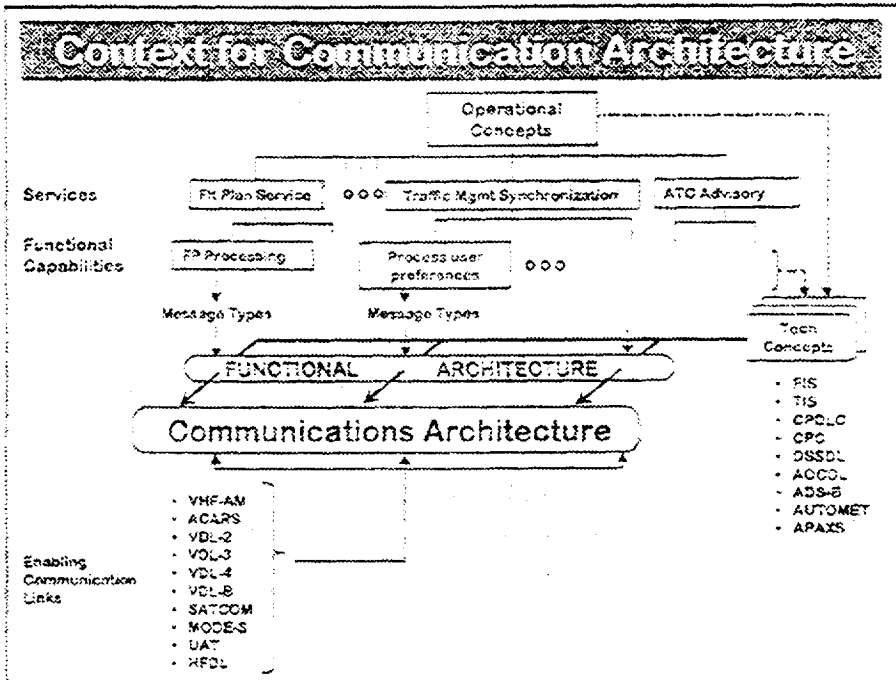 Context for Communication Architecture
Operational
Concepts
Services
Flt Plan Service
Traffic Mgmt Synchronization
ATC Advisory
Functional
Capabilities
FP Processing
Process user
preferences
Message Types
Message Types
Tech
Concepts
FUNCTIONAL ARCHITECTURE
Communications Architecture
• FIS
• TIS
• CPDLC
• CPC
• DSSDL
• AOCDL
• ADS-B
• AUTOMET
• APAXS
Enabling
Communication
Links
• VHF-AM
• ACARS
• VDL-2
• VDL-3
• VDL-4
• VDL-B
• SATCOM
• MODE-S
• UAT
• HFDL